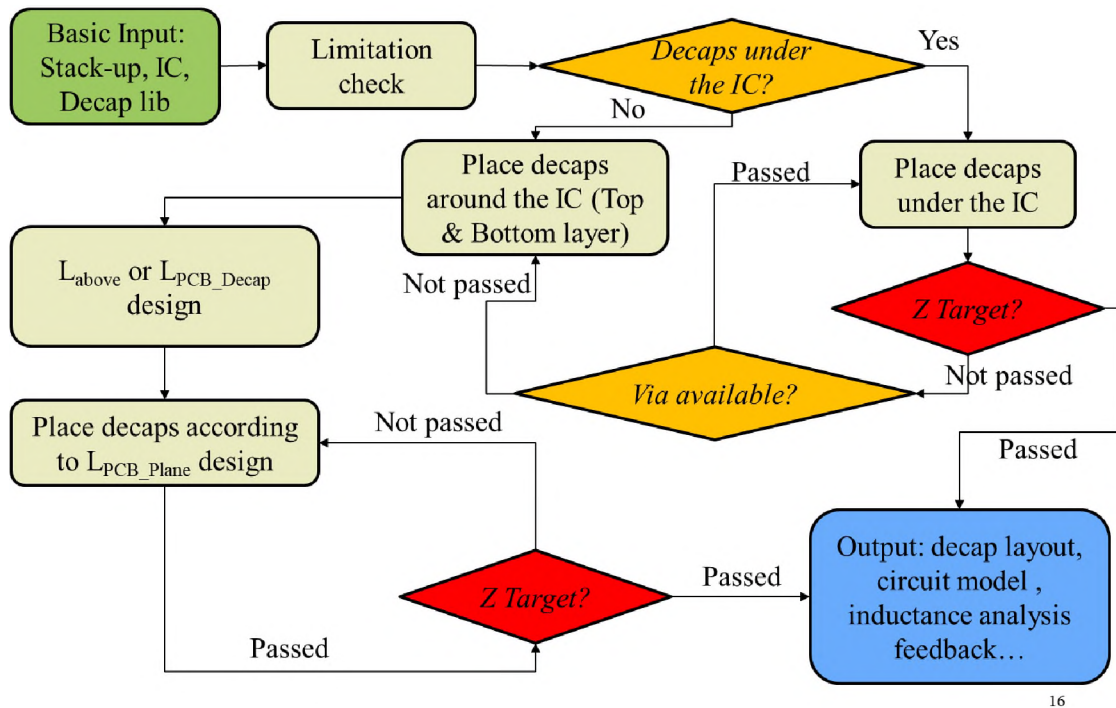 Basic Input:
Stack-up, IC,
Decap lib
Limitation
check
Decaps under
the IC?
Yes
No
Place decaps
around the IC (Top
& Bottom layer)
Passed
Place decaps
under the IC
L_above or L_PCB_Decap
design
Not passed
Z Target?
Via available?
Not passed
Place decaps according
to L_PCB_Plane design
Not passed
Passed
Z Target?
Passed
Output: decap layout,
circuit model ,
inductance analysis
feedback…
Passed
16